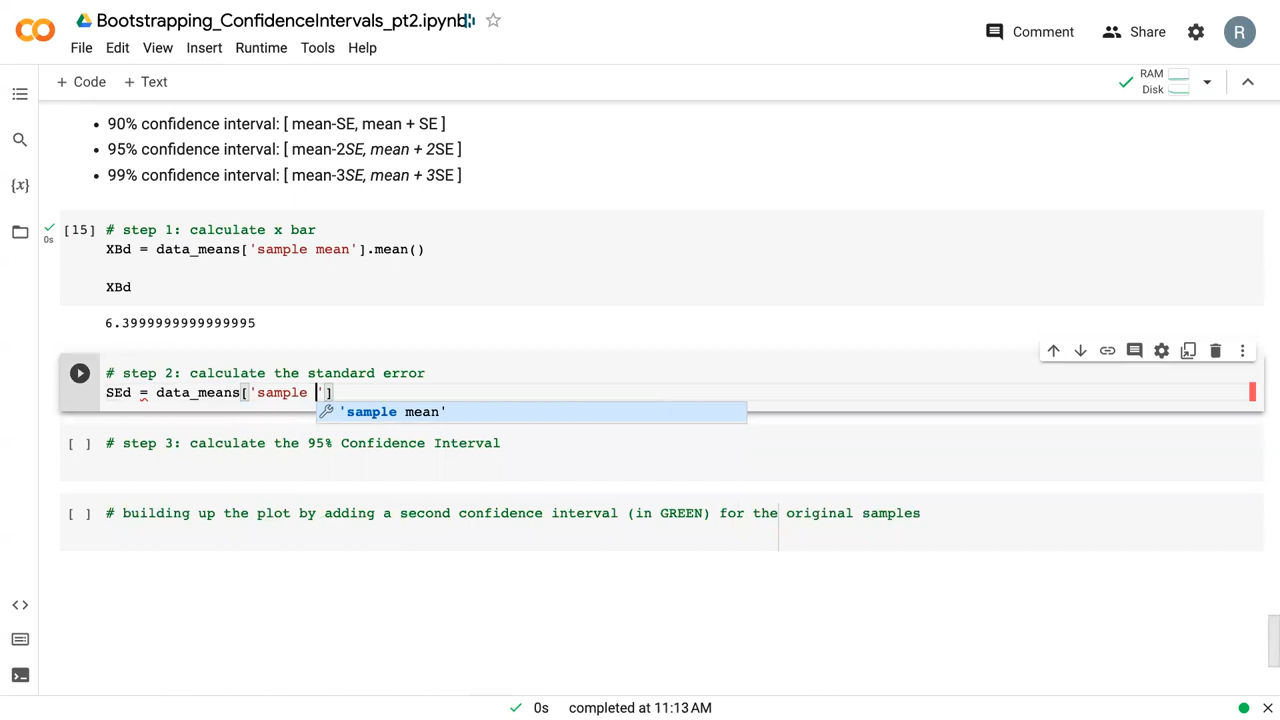 Bootstrapping_ConfidenceIntervals_pt2.ipynb
File Edit View Insert Runtime Tools Help
Comment Share R
+ Code + Text
RAM
Disk
• 90% confidence interval: [ mean-SE, mean + SE ]
• 95% confidence interval: [ mean-2SE, mean + 2SE ]
• 99% confidence interval: [ mean-3SE, mean + 3SE ]
{x}
[15] # step 1: calculate x bar
0s
XBd = data_means['sample mean'].mean()
XBd
6.3999999999999995
# step 2: calculate the standard error
SEd = data_means['sample ']
'sample mean'
[ ] # step 3: calculate the 95% Confidence Interval
[ ] # building up the plot by adding a second confidence interval (in GREEN) for the original samples
0s completed at 11:13 AM